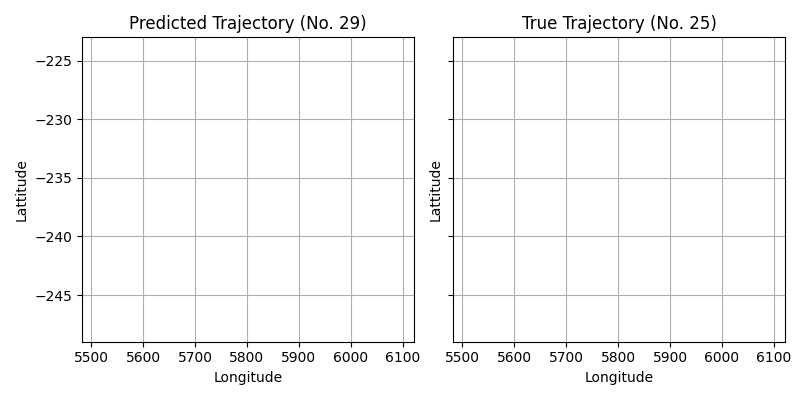 Predicted Trajectory (No. 29)
True Trajectory (No. 25)
Lattitude
−225
−230
−235
−240
−245
5500 5600 5700 5800 5900 6000 6100
Longitude
Lattitude
5500 5600 5700 5800 5900 6000 6100
Longitude